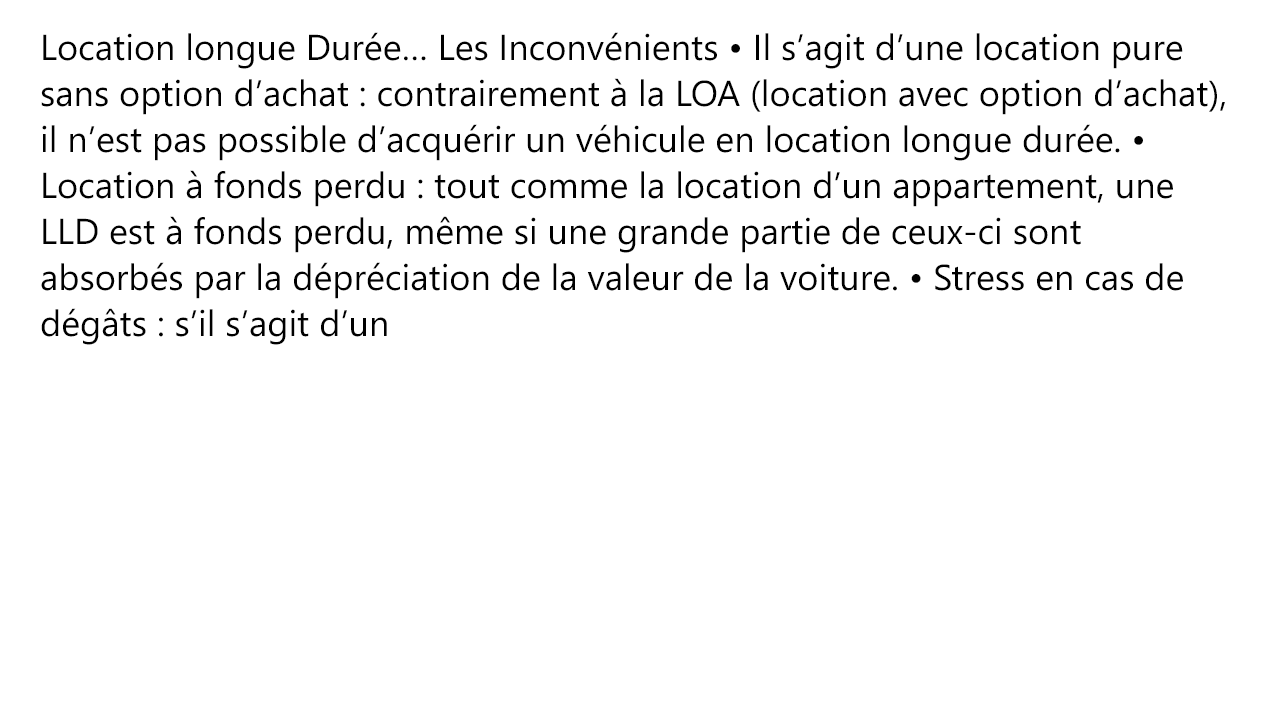 Location longue Durée... Les Inconvénients • Il s’agit d’une location pure
sans option d’achat : contrairement à la LOA (location avec option d’achat),
il n’est pas possible d’acquérir un véhicule en location longue durée. •
Location à fonds perdu : tout comme la location d’un appartement, une
LLD est à fonds perdu, même si une grande partie de ceux-ci sont
absorbés par la dépréciation de la valeur de la voiture. • Stress en cas de
dégâts : s’il s’agit d’un